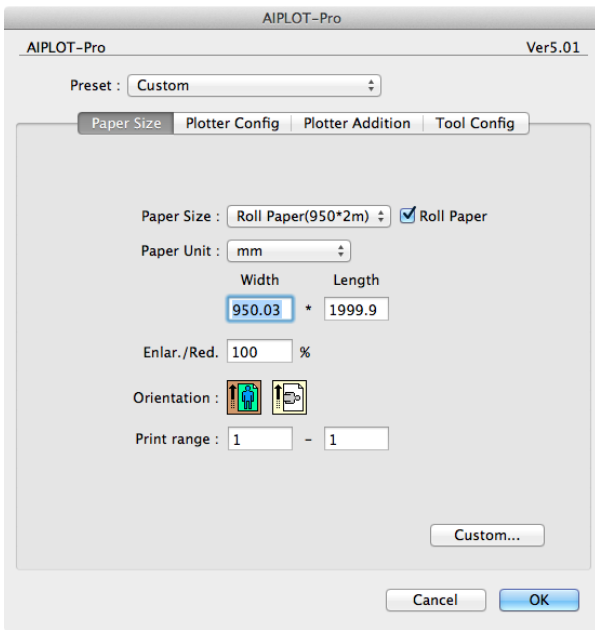 AIPLOT-Pro
AIPLOT-Pro Ver5.01
Preset : Custom
Paper Size Plotter Config Plotter Addition Tool Config
Paper Size : Roll Paper(950*2m) Roll Paper
Paper Unit : mm
Width Length
950.03 * 1999.9
Enlar./Red. 100 %
Orientation :
Print range : 1 - 1
Custom...
Cancel OK